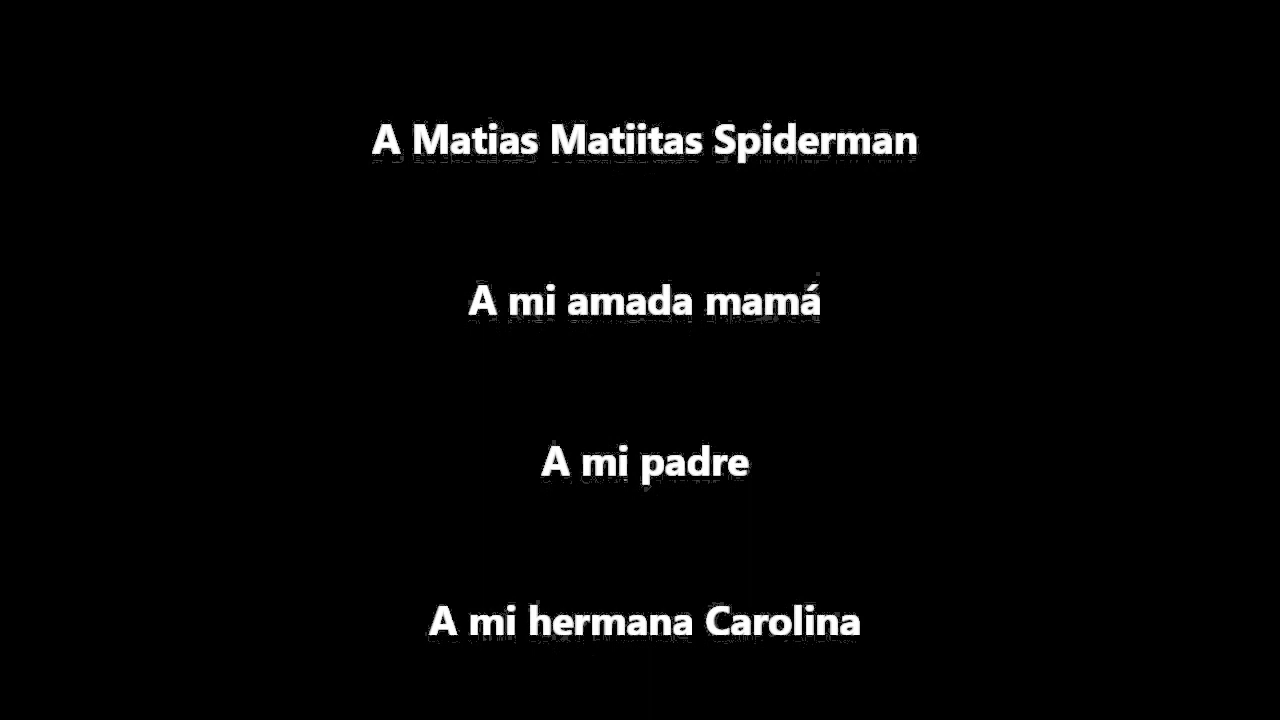 A Matias Matiitas Spiderman
A mi amada mamá
A mi padre
A mi hermana Carolina